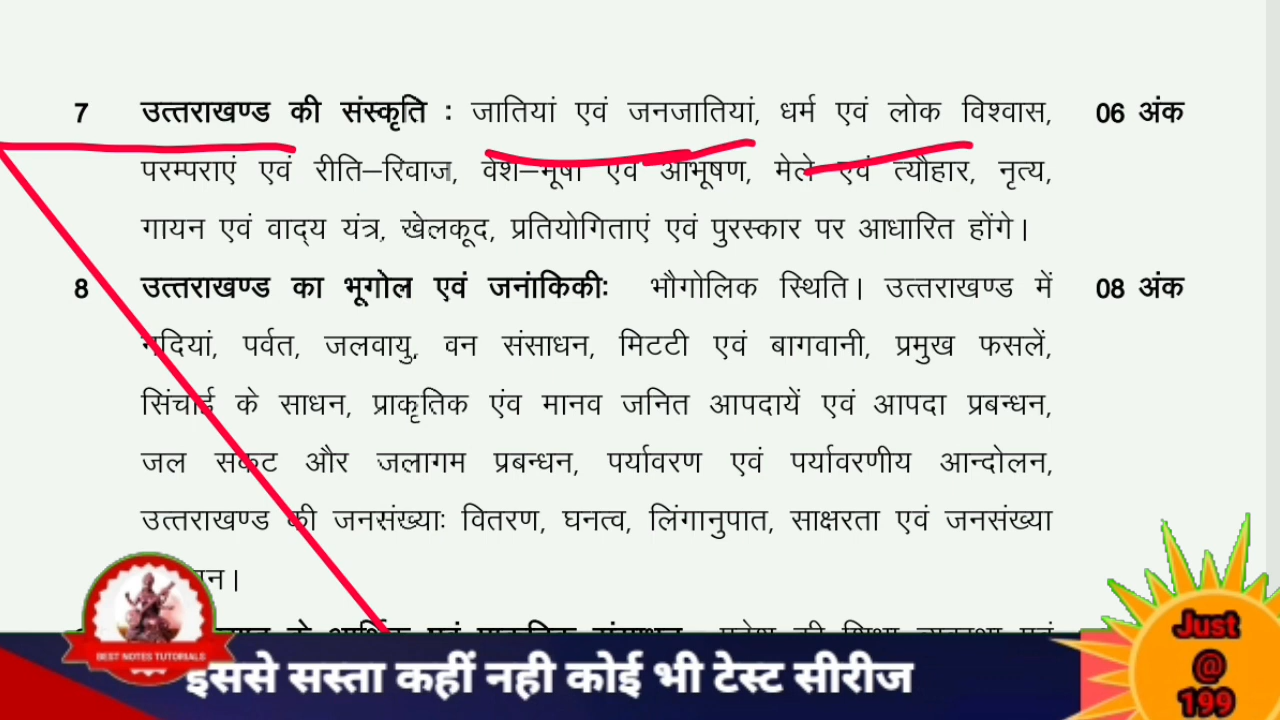 7 उत्तराखण्ड की संस्कृति : जातियां एवं जनजातियां, धर्म एवं लोक विश्वास, 06 अंक
परम्पराएं एवं रीति–रिवाज, वेश–भूषा एवं आभूषण, मेले एवं त्यौहार, नृत्य,
गायन एवं वाद्य यंत्र, खेलकूद, प्रतियोगिताएं एवं पुरस्कार पर आधारित होंगे।
8 उत्तराखण्ड का भूगोल एवं जनांकिकीः भौगोलिक स्थिति। उत्तराखण्ड में 08 अंक
नदियां, पर्वत, जलवायु, वन संसाधन, मिटटी एवं बागवानी, प्रमुख फसलें,
सिंचाई के साधन, प्राकृतिक एंव मानव जनित आपदायें एवं आपदा प्रबन्धन,
जल संकट और जलागम प्रबन्धन, पर्यावरण एवं पर्यावरणीय आन्दोलन,
उत्तराखण्ड की जनसंख्याः वितरण, घनत्व, लिंगानुपात, साक्षरता एवं जनसंख्या
BEST NOTES TUTORIALS
इससे सस्ता कहीं नही कोई भी टेस्ट सीरीज
Just
@
199